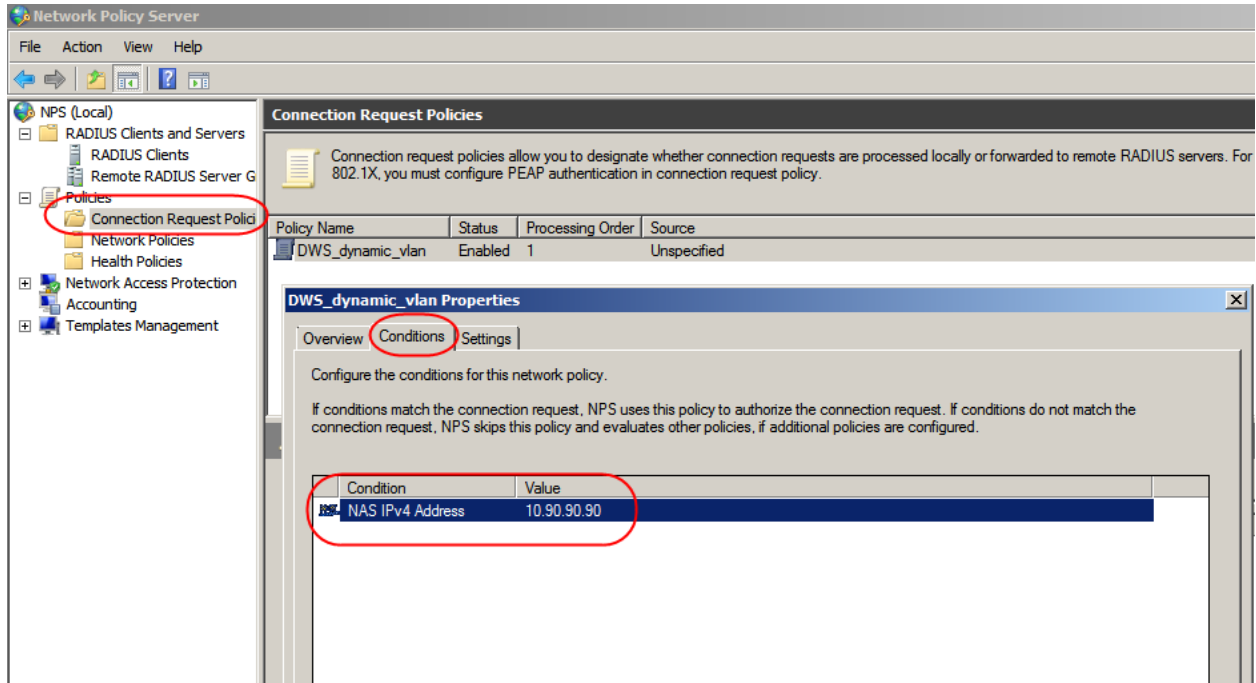 Network Policy Server
File Action View Help
NPS (Local)
RADIUS Clients and Servers
RADIUS Clients
Remote RADIUS Server G
Policies
Connection Request Polici
Network Policies
Health Policies
Network Access Protection
Accounting
Templates Management
Connection Request Policies
Connection request policies allow you to designate whether connection requests are processed locally or forwarded to remote RADIUS servers. For
802.1X, you must configure PEAP authentication in connection request policy.
Policy Name Status Processing Order Source
DWS_dynamic_vlan Enabled 1 Unspecified
DWS_dynamic_vlan Properties
Overview Conditions Settings
Configure the conditions for this network policy.
If conditions match the connection request, NPS uses this policy to authorize the connection request. If conditions do not match the
connection request, NPS skips this policy and evaluates other policies, if additional policies are configured.
Condition Value
NAS IPv4 Address 10.90.90.90